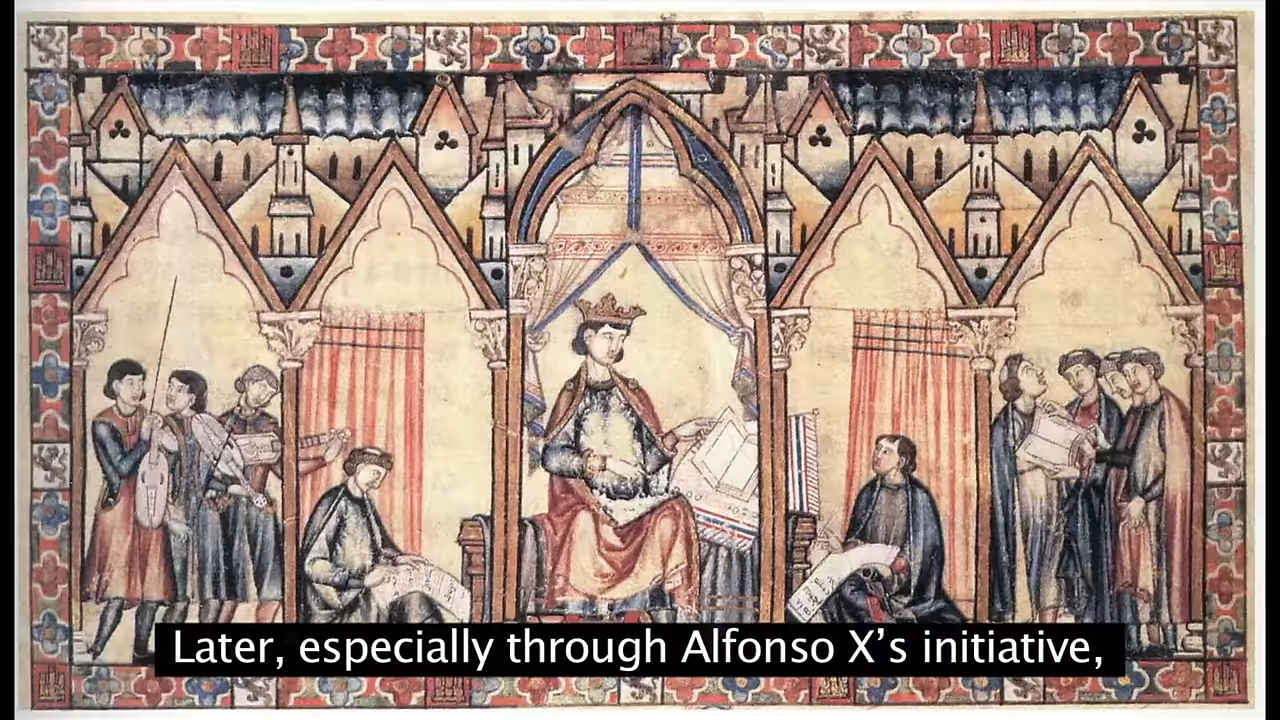 Later, especially through Alfonso X’s initiative,